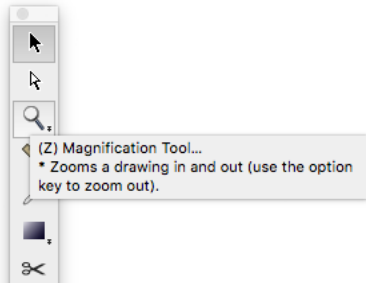 (Z) Magnification Tool...
* Zooms a drawing in and out (use the option
key to zoom out).